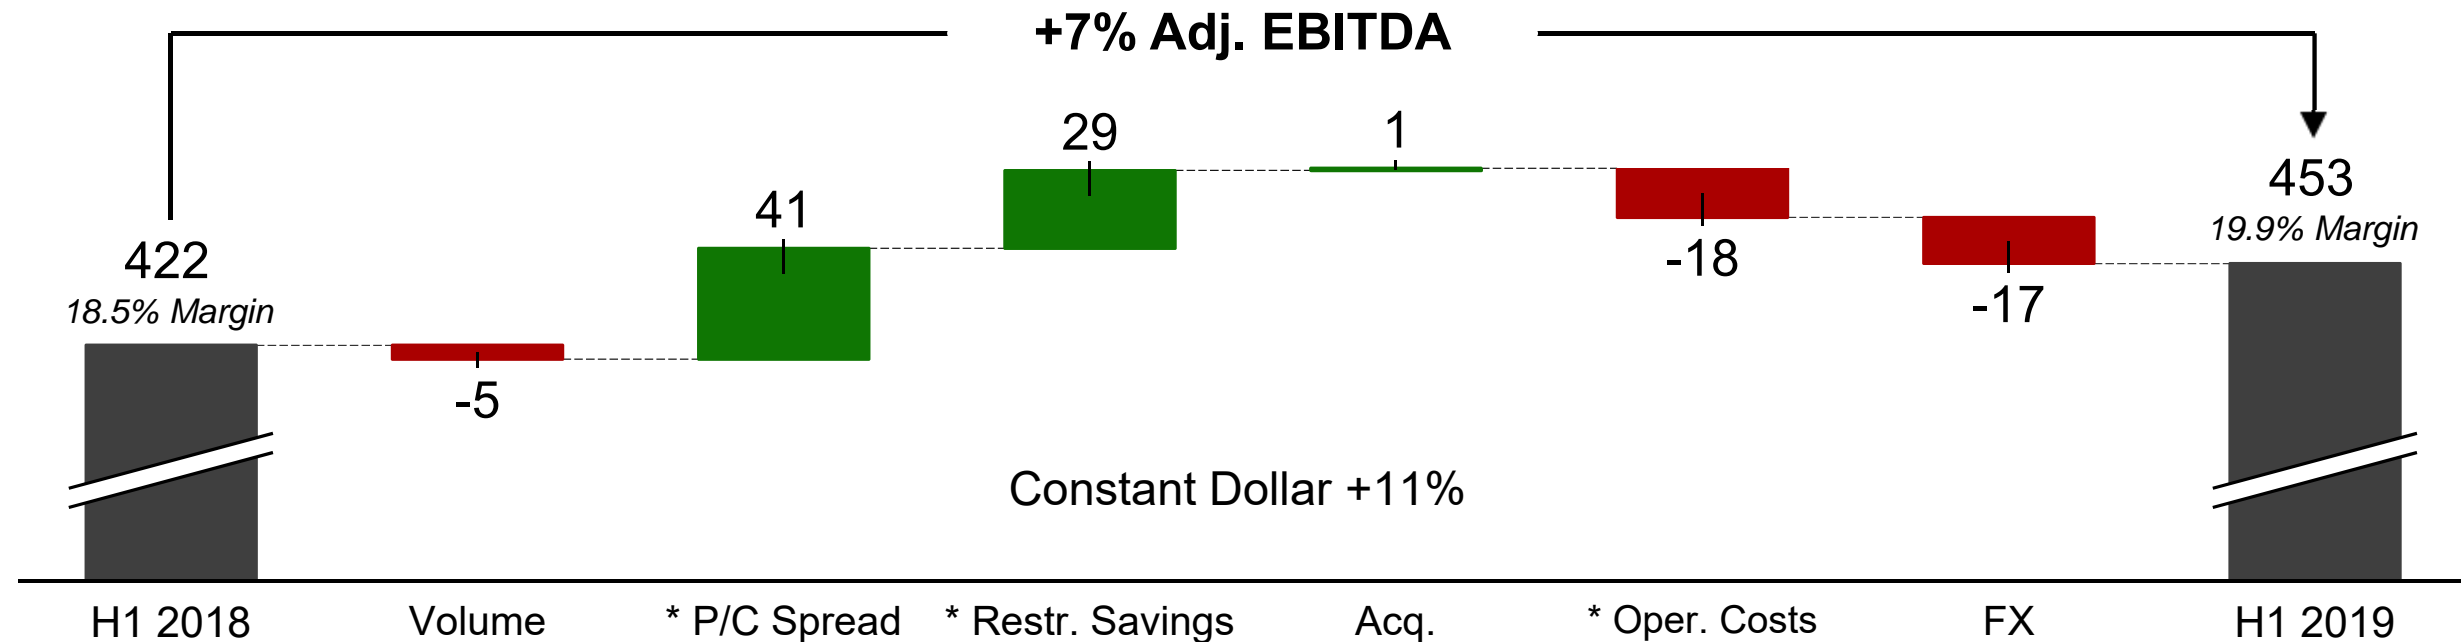 +7% Adj. EBITDA
422
18.5% Margin
-5
41
29
1
-18
-17
453
19.9% Margin
Constant Dollar +11%
H1 2018
Volume
* P/C Spread
* Restr. Savings
Acq.
* Oper. Costs
FX
H1 2019